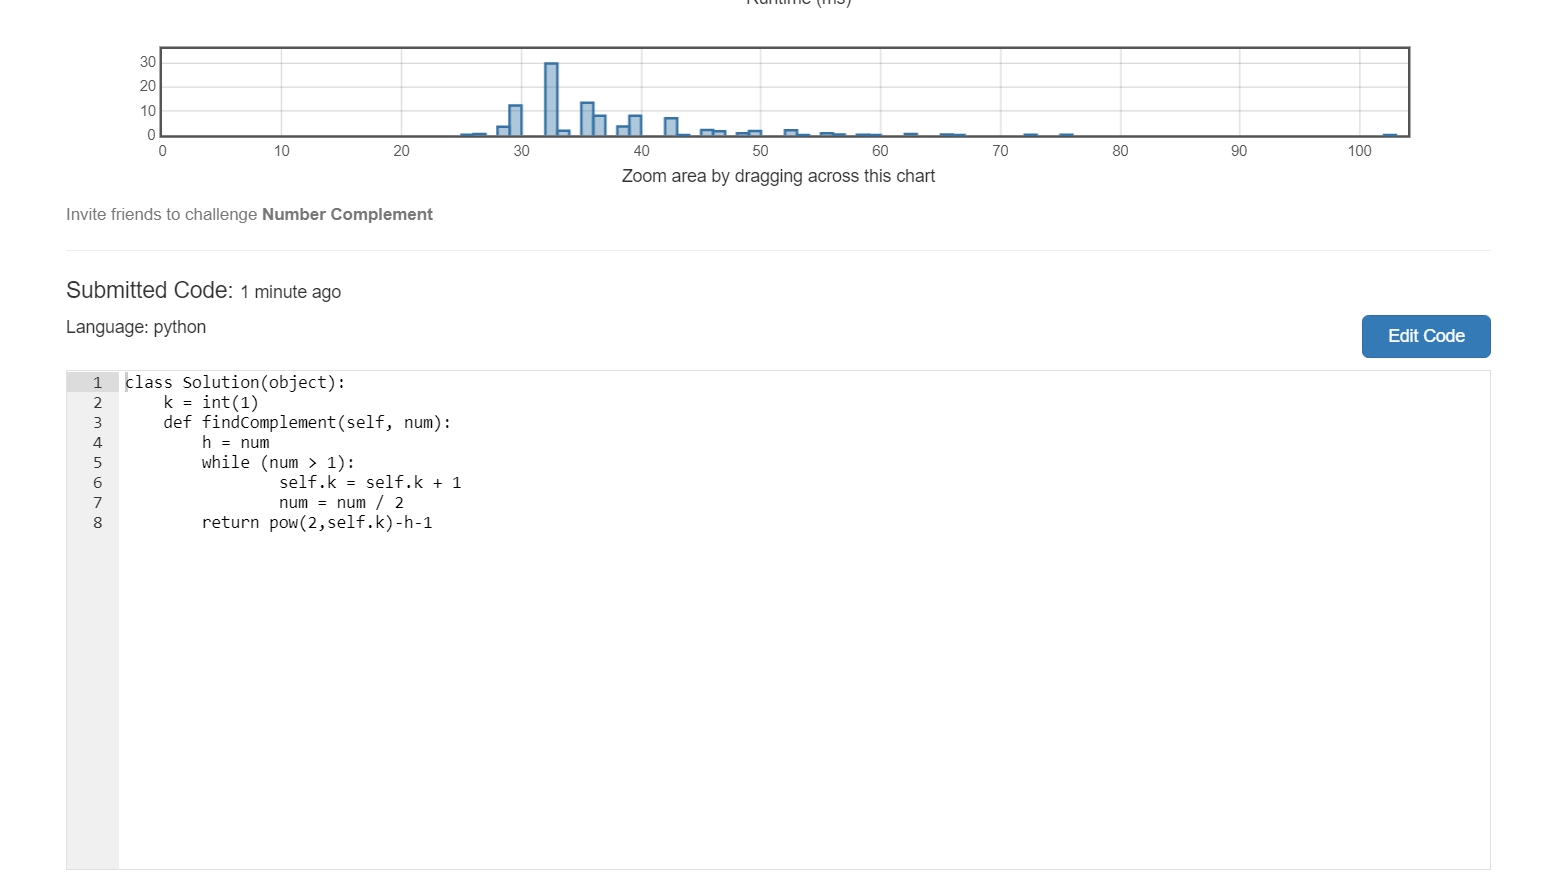 Runtime (ms)
30
20
10
0
0 10 20 30 40 50 60 70 80 90 100
Zoom area by dragging across this chart
Invite friends to challenge Number Complement
Submitted Code: 1 minute ago
Language: python
Edit Code
1 class Solution(object):
2     k = int(1)
3     def findComplement(self, num):
4         h = num
5         while (num > 1):
6                 self.k = self.k + 1
7                 num = num / 2
8         return pow(2,self.k)-h-1